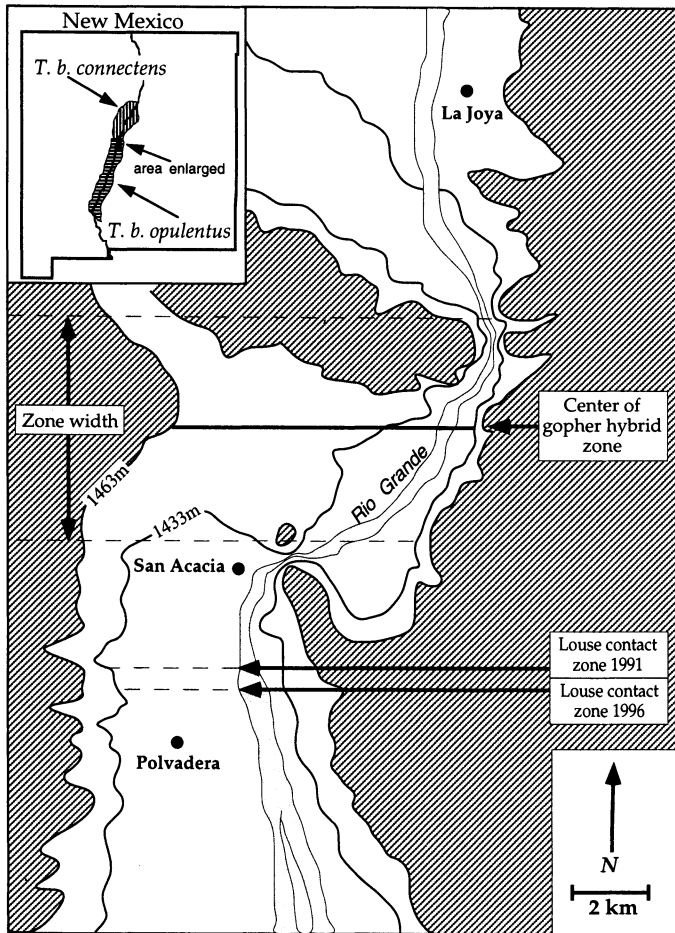 New Mexico
T. b. connectens
area enlarged
T. b. opulentus
La Joya
Zone width
Center of
gopher hybrid
zone
1463m
1433m
Rio Grande
San Acacia
Louse contact
zone 1991
Louse contact
zone 1996
Polvadera
N
2 km